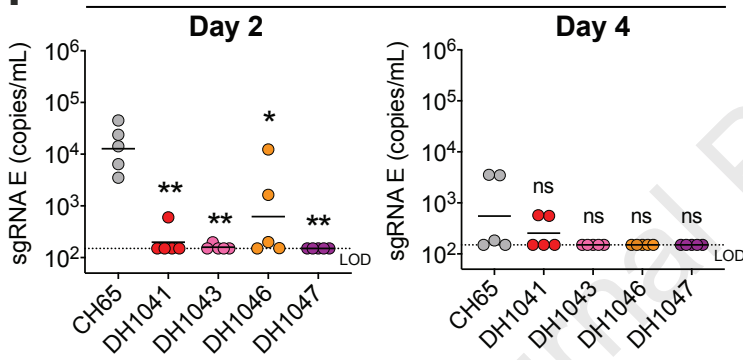 Day 2
sgRNA E (copies/mL)
10⁶
10⁵
10⁴
10³
10²
**
**
*
**
LOD
CH65
DH1041
DH1043
DH1046
DH1047
Day 4
sgRNA E (copies/mL)
10⁶
10⁵
10⁴
10³
10²
ns
ns
ns
ns
LOD
CH65
DH1041
DH1043
DH1046
DH1047